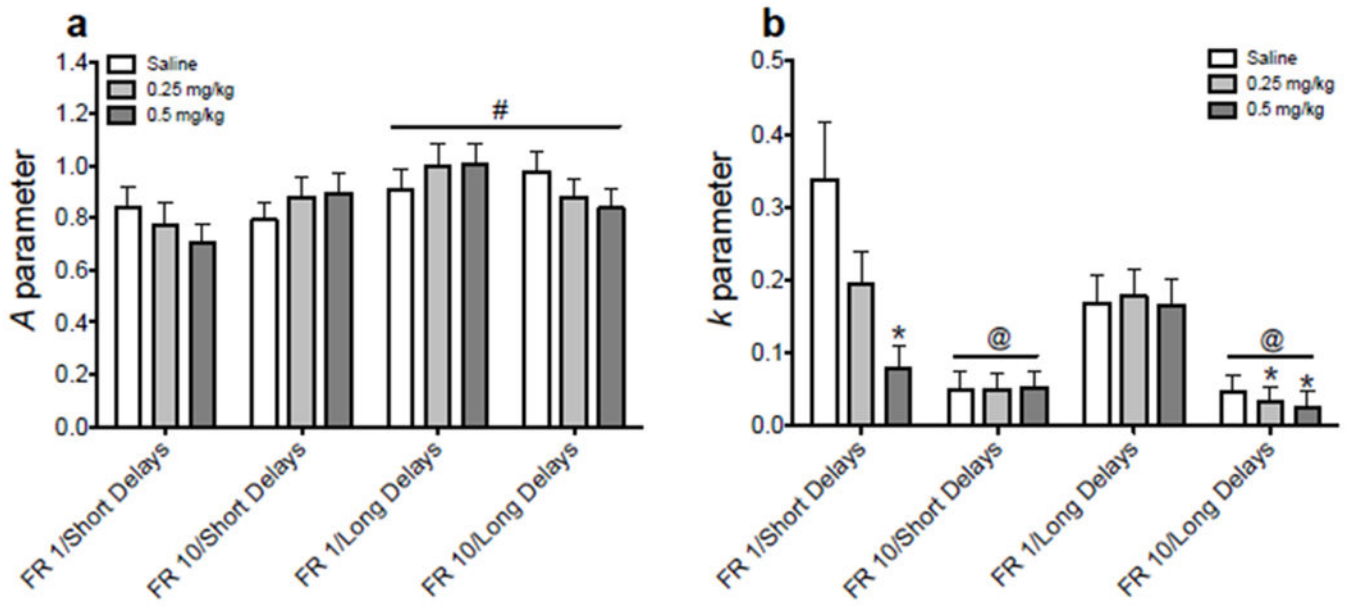 a
Saline
0.25 mg/kg
0.5 mg/kg
#
1.4
1.2
1.0
0.8
0.6
0.4
0.2
0.0
A parameter
FR 1/Short Delays
FR 10/Short Delays
FR 1/Long Delays
FR 10/Long Delays
b
Saline
0.25 mg/kg
0.5 mg/kg
0.5
0.4
0.3
0.2
0.1
0.0
k parameter
*
@
@
*
*
FR 1/Short Delays
FR 10/Short Delays
FR 1/Long Delays
FR 10/Long Delays